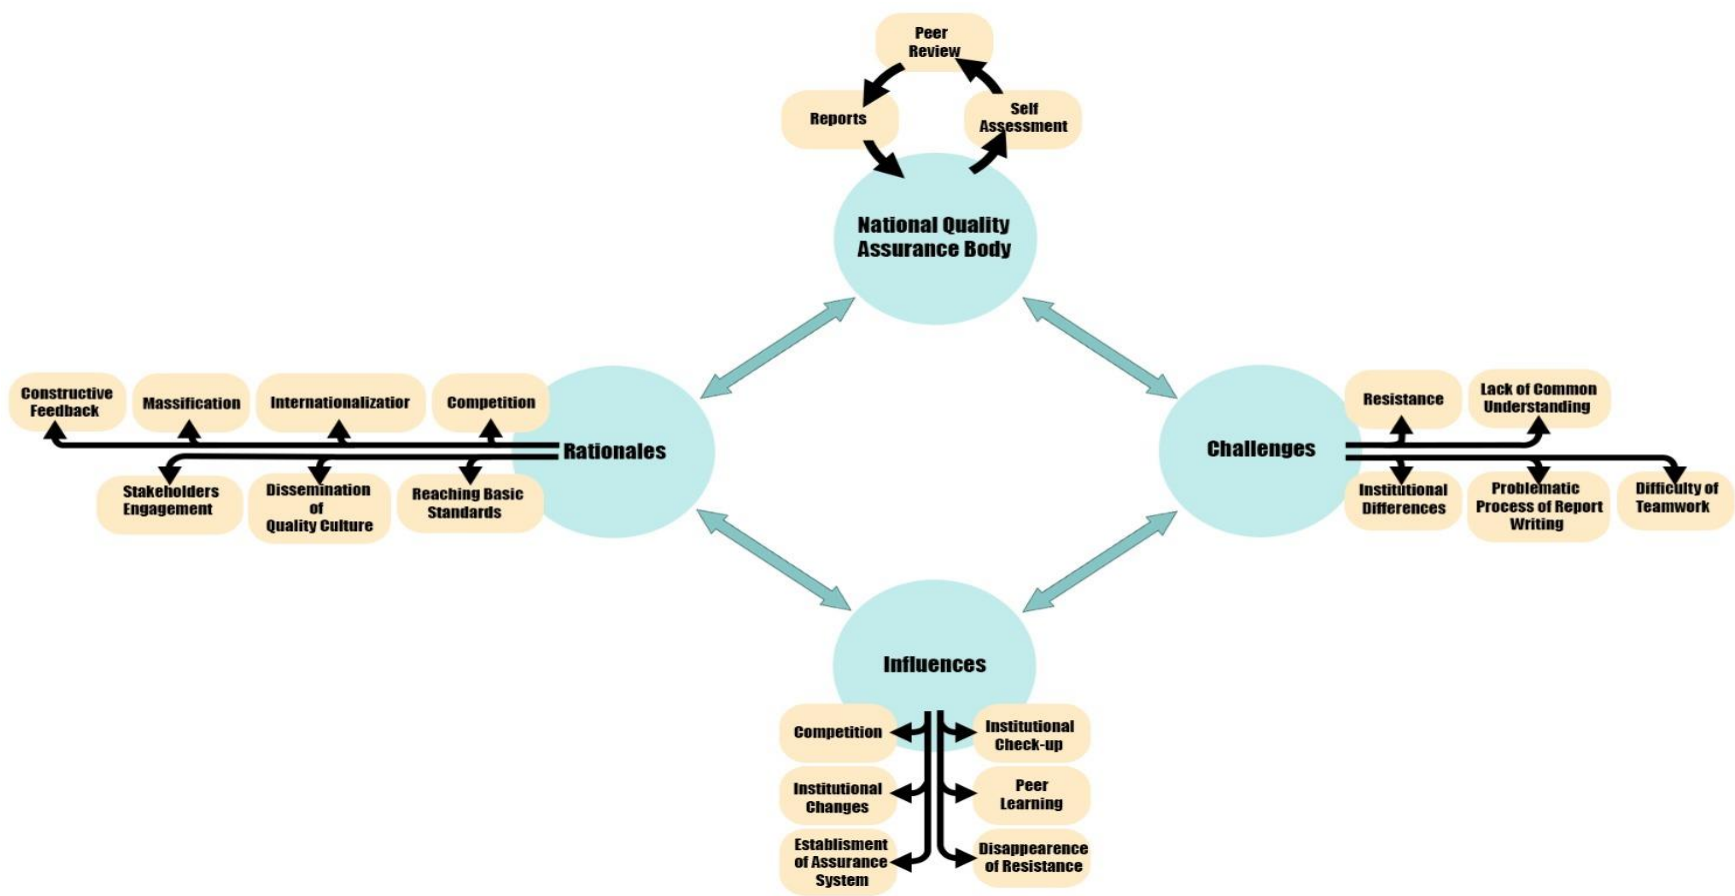 Peer
Review
Reports
Self
Assessment
National Quality
Assurance Body
Constructive
Feedback
Massification
Internationalizatior
Competition
Rationales
Stakeholders
Engagement
Dissemination
of
Quality Culture
Reaching Basic
Standards
Resistance
Lack of Common
Understanding
Challenges
Institutional
Differences
Problematic
Process of Report
Writing
Difficulty of
Teamwork
Influences
Competition
Institutional
Check-up
Institutional
Changes
Peer
Learning
Establisment
of Assurance
System
Disappearence
of Resistance